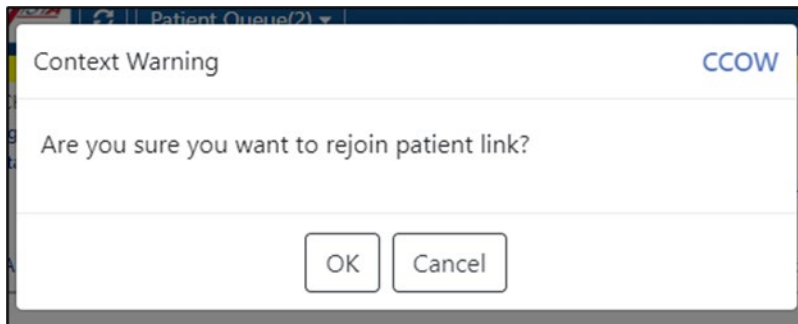 Patient Queue(2)
Context Warning
CCOW
Are you sure you want to rejoin patient link?
OK
Cancel